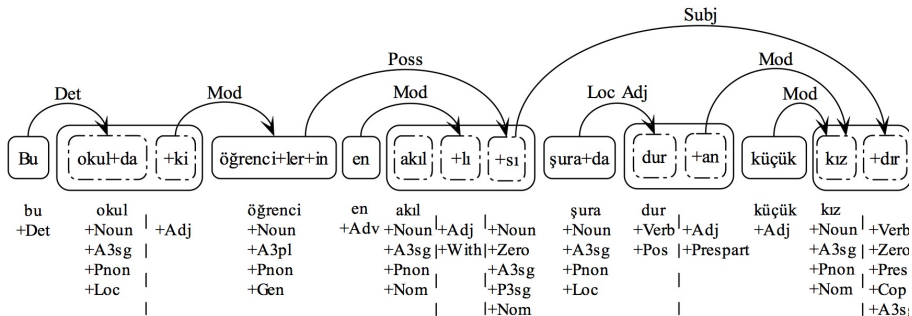 Subj
Poss
Mod
Det Mod Mod Loc Adj Mod
Bu okul+da +ki öğrenci+ler+in en akıl +lı +sı şura+da dur +an küçük kız +dır
bu okul öğrenci en akıl şura dur küçük kız
+Det +Noun +Adj +Noun +Adv +Noun +Adj +Noun +Noun +Verb +Adj +Adj +Noun +Verb
+A3sg +A3pl +A3sg +With +Zero +A3sg +Pos +Prespart +A3sg +Zero
+Pnon +Pnon +Pnon +A3sg +Pnon +Pnon +Pres
+Loc +Gen +Nom +P3sg +Loc +Nom +Cop
+Nom +A3sg